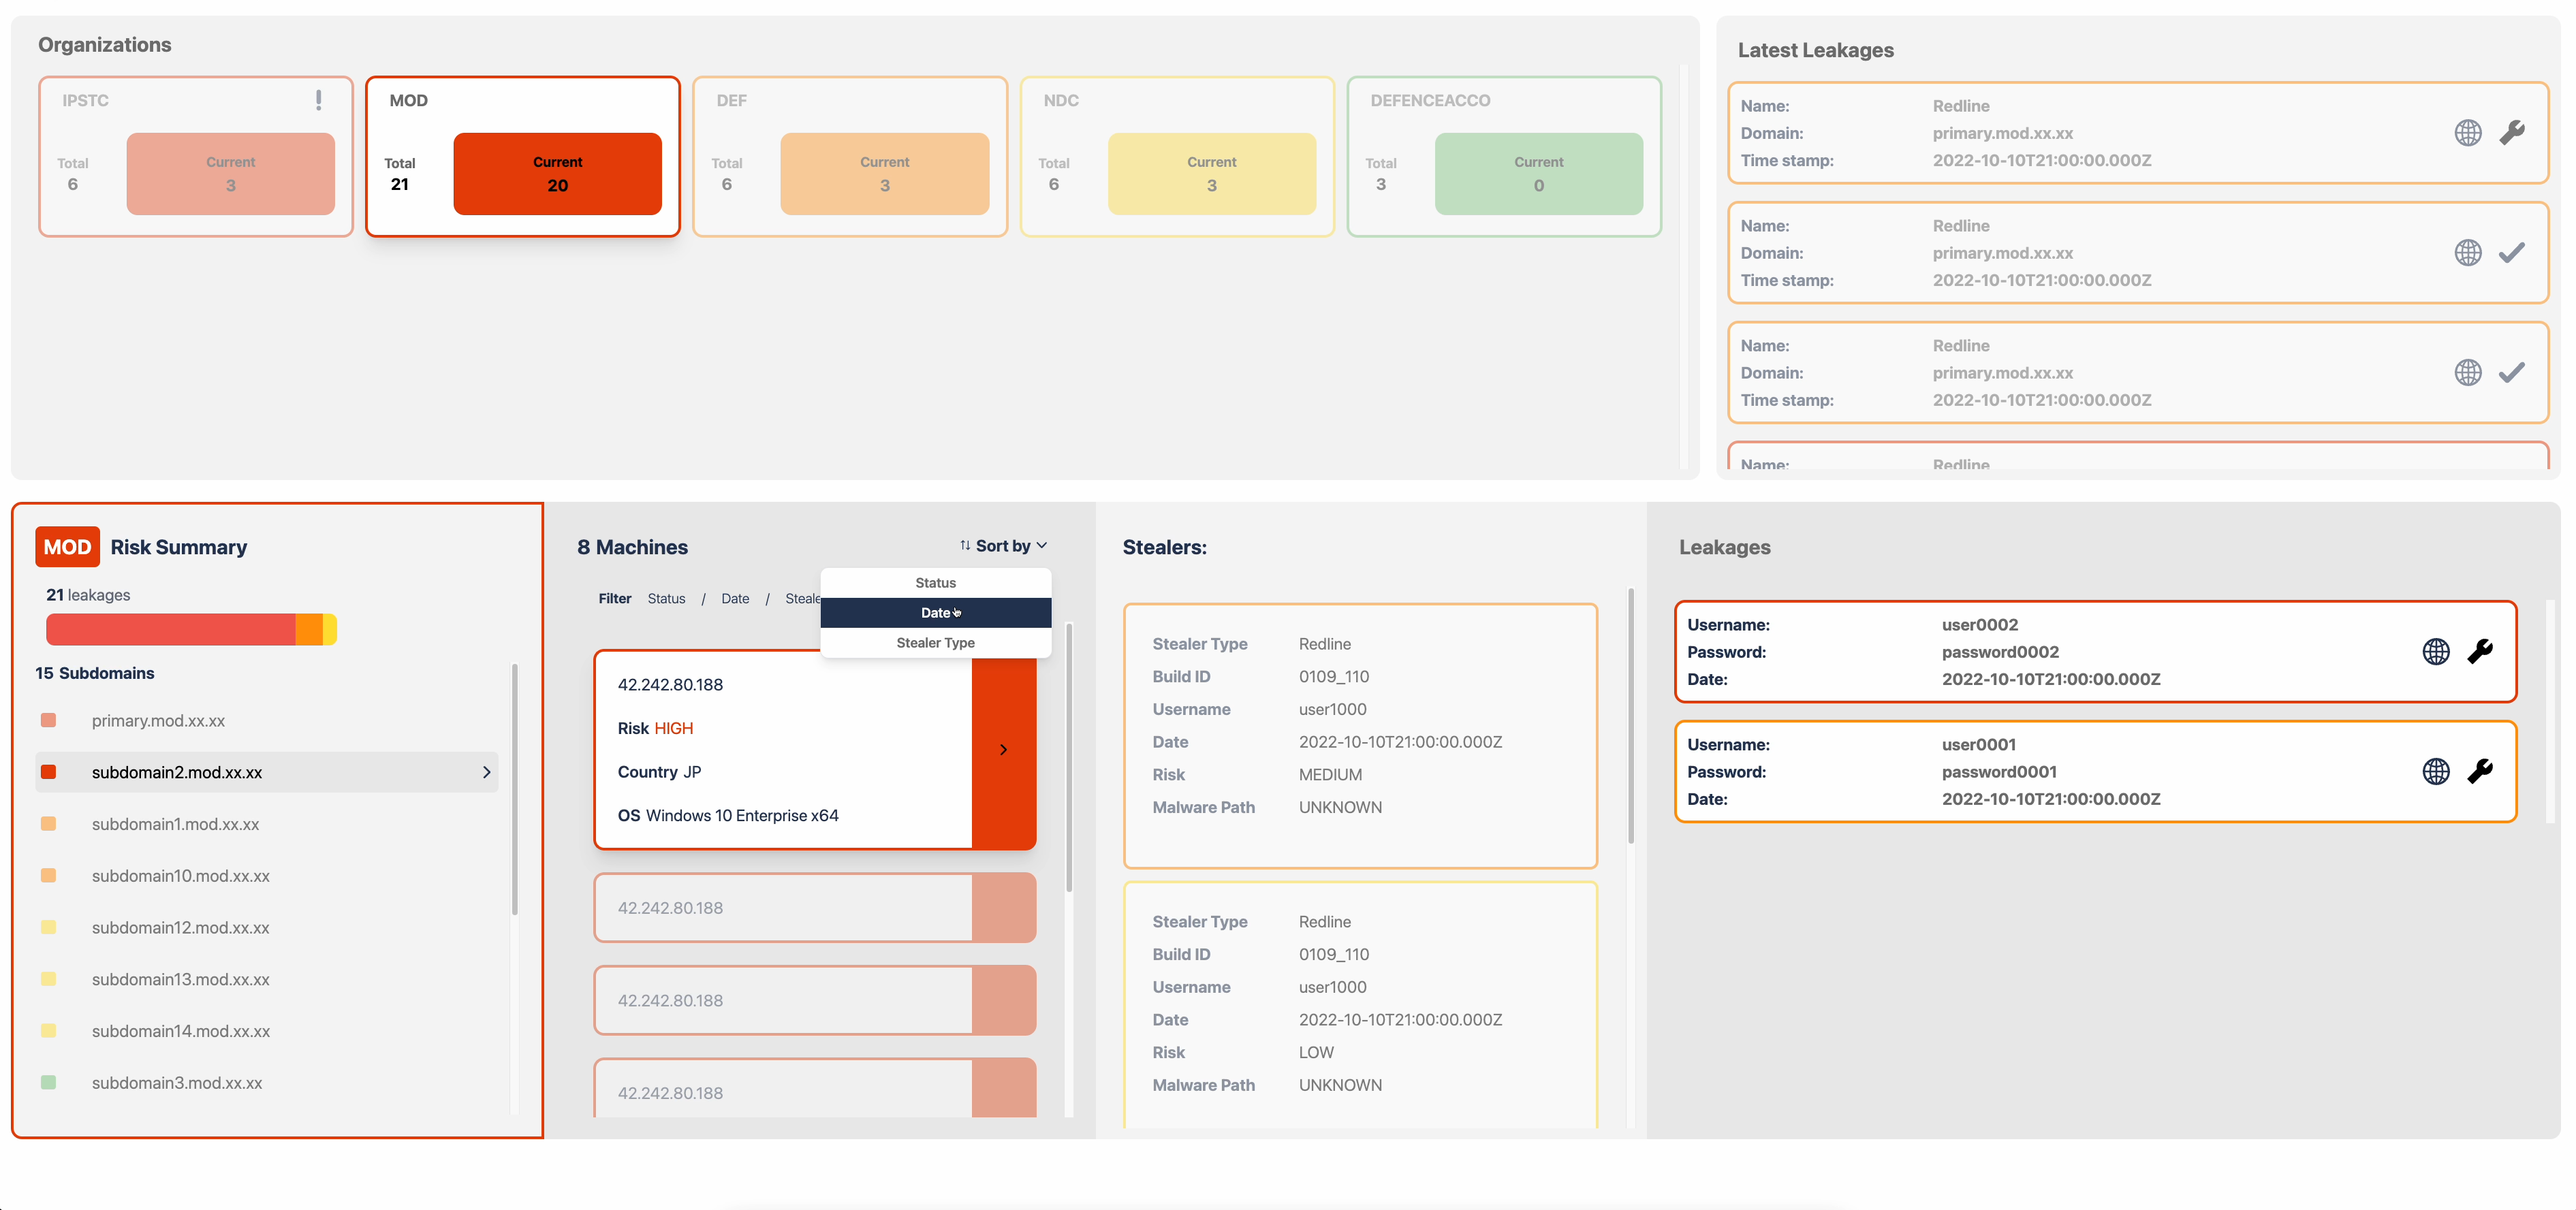 Organizations
IPSTC
Total
6
Current
3
MOD
Total
21
Current
20
DEF
Total
6
Current
3
NDC
Total
6
Current
3
DEFENCEACCO
Total
3
Current
0
Latest Leakages
Name: Redline
Domain: primary.mod.xx.xx
Time stamp: 2022-10-10T21:00:00.000Z
Name: Redline
Domain: primary.mod.xx.xx
Time stamp: 2022-10-10T21:00:00.000Z
Name: Redline
Domain: primary.mod.xx.xx
Time stamp: 2022-10-10T21:00:00.000Z
Name: Redline
MOD Risk Summary
21 leakages
15 Subdomains
primary.mod.xx.xx
subdomain2.mod.xx.xx
subdomain1.mod.xx.xx
subdomain10.mod.xx.xx
subdomain12.mod.xx.xx
subdomain13.mod.xx.xx
subdomain14.mod.xx.xx
subdomain3.mod.xx.xx
8 Machines
Sort by
Status
Date
Stealer Type
Filter Status / Date / Steale
42.242.80.188
Risk HIGH
Country JP
OS Windows 10 Enterprise x64
42.242.80.188
42.242.80.188
42.242.80.188
Stealers:
Stealer Type Redline
Build ID 0109_110
Username user1000
Date 2022-10-10T21:00:00.000Z
Risk MEDIUM
Malware Path UNKNOWN
Stealer Type Redline
Build ID 0109_110
Username user1000
Date 2022-10-10T21:00:00.000Z
Risk LOW
Malware Path UNKNOWN
Leakages
Username: user0002
Password: password0002
Date: 2022-10-10T21:00:00.000Z
Username: user0001
Password: password0001
Date: 2022-10-10T21:00:00.000Z